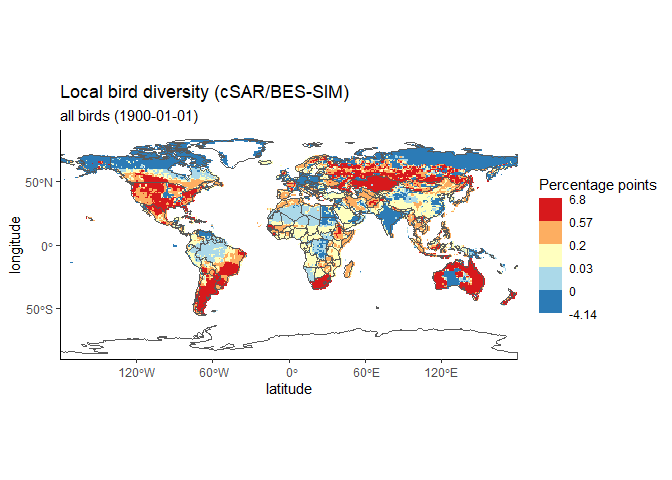 Local bird diversity (cSAR/BES-SIM)
all birds (1900-01-01)
Percentage points
6.8
0.57
0.2
0.03
0
-4.14
longitude
50°N
0°
50°S
120°W
60°W
0°
60°E
120°E
latitude